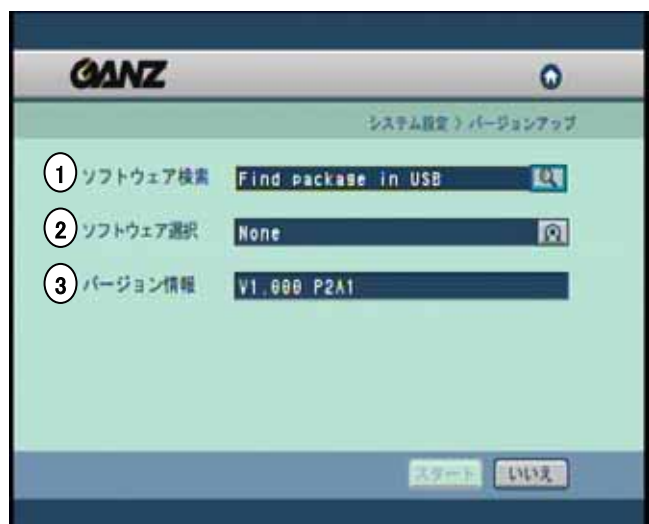 GANZ
システム設定 〉 バージョンアップ
① ソフトウェア検索 Find package in USB
② ソフトウェア選択 None
③ バージョン情報 V1.000 P2A1
スタート いいえ